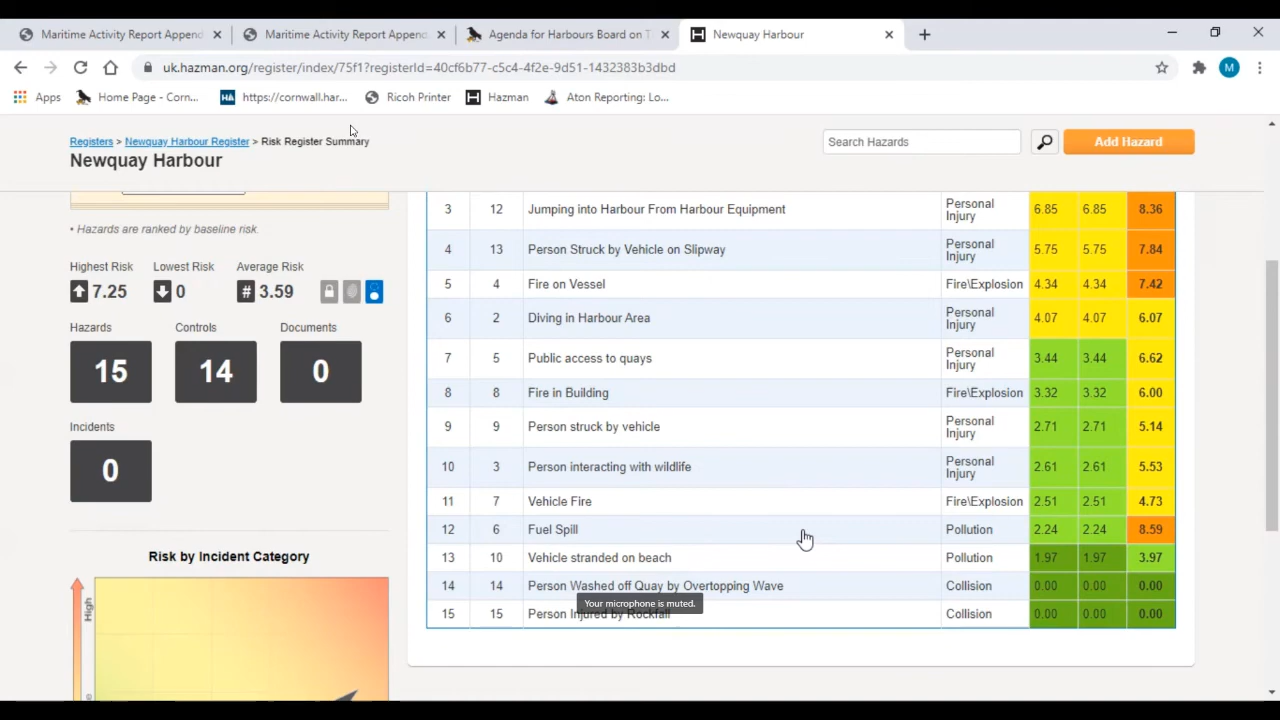 Maritime Activity Report Append
Maritime Activity Report Append
Agenda for Harbours Board on T
Newquay Harbour
uk.hazman.org/register/index/75f1?registerId=40cf6b77-c5c4-4f2e-9d51-1432383b3dbd
M
Apps
Home Page - Corn...
HA
https://cornwall.har...
Ricoh Printer
Hazman
Aton Reporting: Lo...
Registers > Newquay Harbour Register > Risk Register Summary
Newquay Harbour
Search Hazards
Add Hazard
• Hazards are ranked by baseline risk.
Highest Risk Lowest Risk Average Risk
7.25 0 # 3.59
Hazards Controls Documents
15 14 0
Incidents
0
Risk by Incident Category
High
3 12 Jumping into Harbour From Harbour Equipment Personal Injury 6.85 6.85 8.36
4 13 Person Struck by Vehicle on Slipway Personal Injury 5.75 5.75 7.84
5 4 Fire on Vessel Fire\Explosion 4.34 4.34 7.42
6 2 Diving in Harbour Area Personal Injury 4.07 4.07 6.07
7 5 Public access to quays Personal Injury 3.44 3.44 6.62
8 8 Fire in Building Fire\Explosion 3.32 3.32 6.00
9 9 Person struck by vehicle Personal Injury 2.71 2.71 5.14
10 3 Person interacting with wildlife Personal Injury 2.61 2.61 5.53
11 7 Vehicle Fire Fire\Explosion 2.51 2.51 4.73
12 6 Fuel Spill Pollution 2.24 2.24 8.59
13 10 Vehicle stranded on beach Pollution 1.97 1.97 3.97
14 14 Person Washed off Quay by Overtopping Wave Collision 0.00 0.00 0.00
Your microphone is muted.
15 15 Person Injured by Rockfall Collision 0.00 0.00 0.00